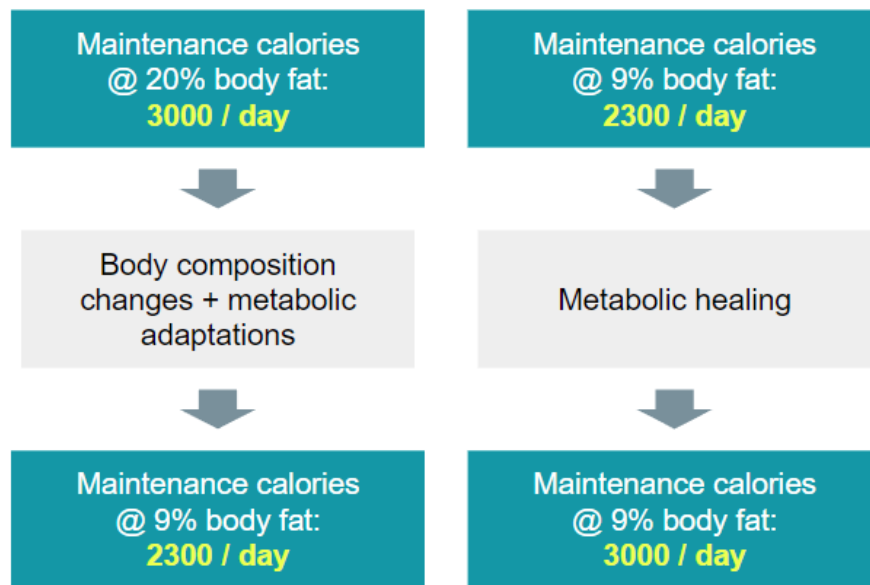 Maintenance calories
@ 20% body fat:
3000 / day
Body composition
changes + metabolic
adaptations
Maintenance calories
@ 9% body fat:
2300 / day
Maintenance calories
@ 9% body fat:
2300 / day
Metabolic healing
Maintenance calories
@ 9% body fat:
3000 / day